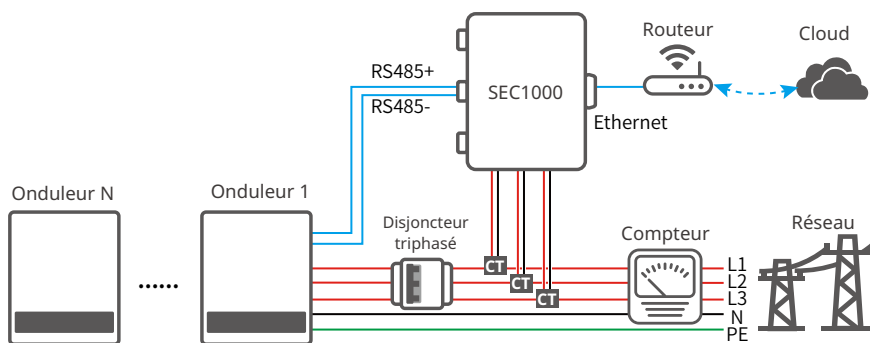 Routeur
Cloud
RS485+
SEC1000
RS485-
Ethernet
Onduleur N
Onduleur 1
Disjoncteur
triphasé
Compteur
Réseau
......
CT
CT
CT
L1
L2
L3
N
PE